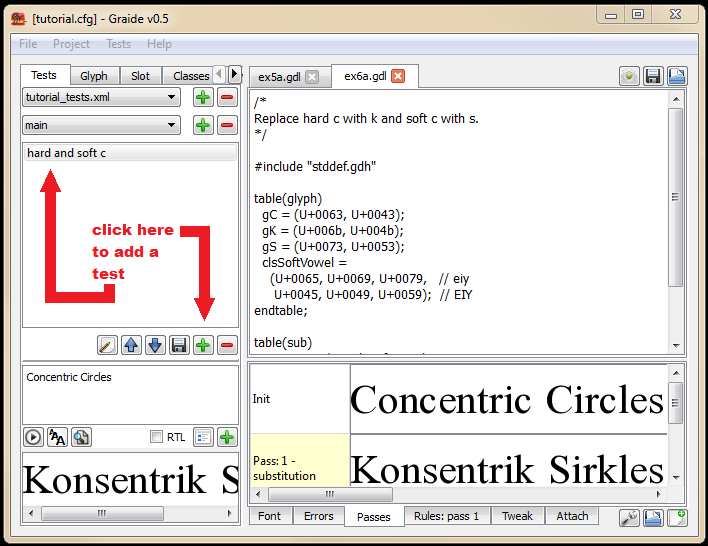 [tutorial.cfg] - Graide v0.5
File Project Tests Help
Tests Glyph Slot Classes
tutorial_tests.xml
main
hard and soft c
click here
to add a
test
Concentric Circles
RTL
Konsentrik S
ex5a.gdl ex6a.gdl
/*
Replace hard c with k and soft c with s.
*/
#include "stddef.gdh"
table(glyph)
gC = (U+0063, U+0043);
gK = (U+006b, U+004b);
gS = (U+0073, U+0053);
clsSoftVowel =
(U+0065, U+0069, U+0079, // eiy
U+0045, U+0049, U+0059); // EIY
endtable;
table(sub)
Init
Concentric Circles
Pass: 1 -
substitution
Konsentrik Sirkles
Font Errors Passes Rules: pass 1 Tweak Attach